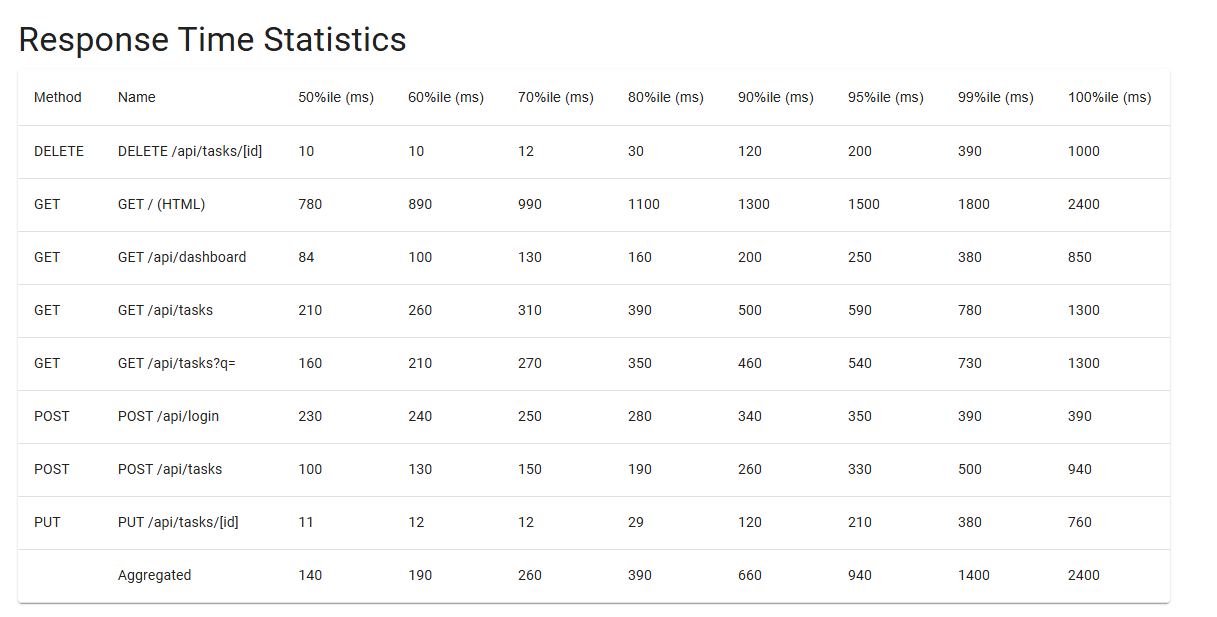 Response Time Statistics
Method Name 50%ile (ms) 60%ile (ms) 70%ile (ms) 80%ile (ms) 90%ile (ms) 95%ile (ms) 99%ile (ms) 100%ile (ms)
DELETE DELETE /api/tasks/[id] 10 10 12 30 120 200 390 1000
GET GET / (HTML) 780 890 990 1100 1300 1500 1800 2400
GET GET /api/dashboard 84 100 130 160 200 250 380 850
GET GET /api/tasks 210 260 310 390 500 590 780 1300
GET GET /api/tasks?q= 160 210 270 350 460 540 730 1300
POST POST /api/login 230 240 250 280 340 350 390 390
POST POST /api/tasks 100 130 150 190 260 330 500 940
PUT PUT /api/tasks/[id] 11 12 12 29 120 210 380 760
Aggregated 140 190 260 390 660 940 1400 2400